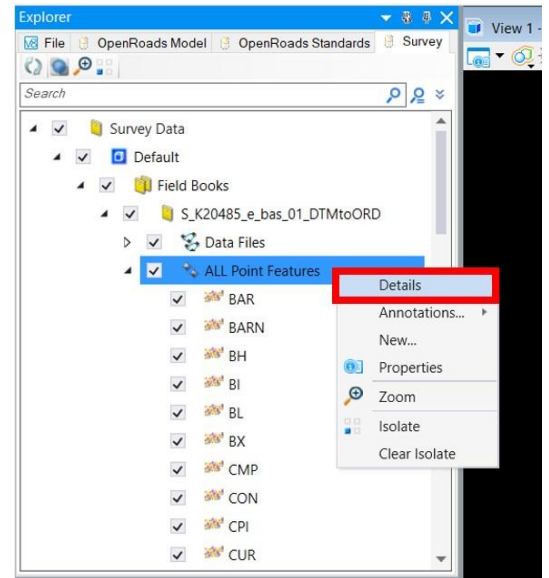 Explorer
View 1 -
File OpenRoads Model OpenRoads Standards Survey
Search
Survey Data
Default
Field Books
S_K20485_e_bas_01_DTMtoORD
Data Files
ALL Point Features
BAR
BARN
BH
BI
BL
BX
CMP
CON
CPI
CUR
Details
Annotations...
New...
Properties
Zoom
Isolate
Clear Isolate